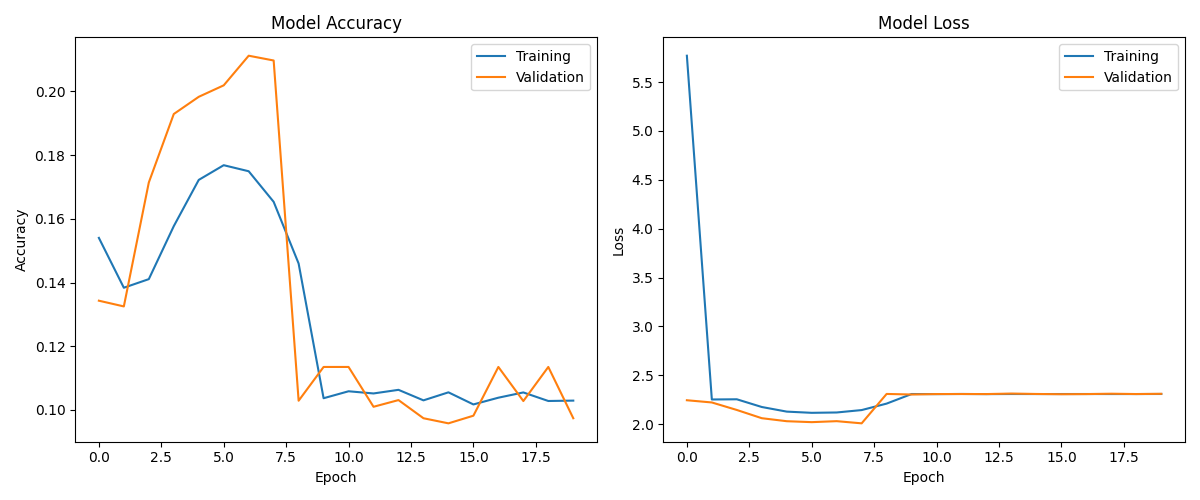 Model Accuracy
Training
Validation
Accuracy
0.20
0.18
0.16
0.14
0.12
0.10
0.0 2.5 5.0 7.5 10.0 12.5 15.0 17.5
Epoch
Model Loss
Training
Validation
Loss
5.5
5.0
4.5
4.0
3.5
3.0
2.5
2.0
0.0 2.5 5.0 7.5 10.0 12.5 15.0 17.5
Epoch